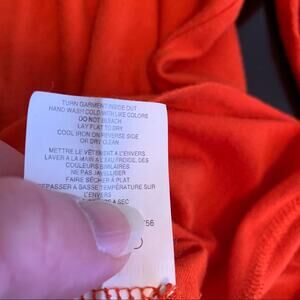 TURN GARMENT INSIDE OUT
HAND WASH COLD WITH LIKE COLORS
DO NOT BLEACH
LAY FLAT TO DRY
COOL IRON ON REVERSE SIDE
OR DRY CLEAN
METTRE LE VÊTEMENT A L'ENVERS
LAVER A LA MAIN A L'EAU FROIDE, DES
COULEURS SIMILAIRES
NE PAS JAVELLISER
FAIRE SÉCHER À PLAT
REPASSER A BASSE TEMPÉRATURE SUR
L'ENVERS
A SEC
756